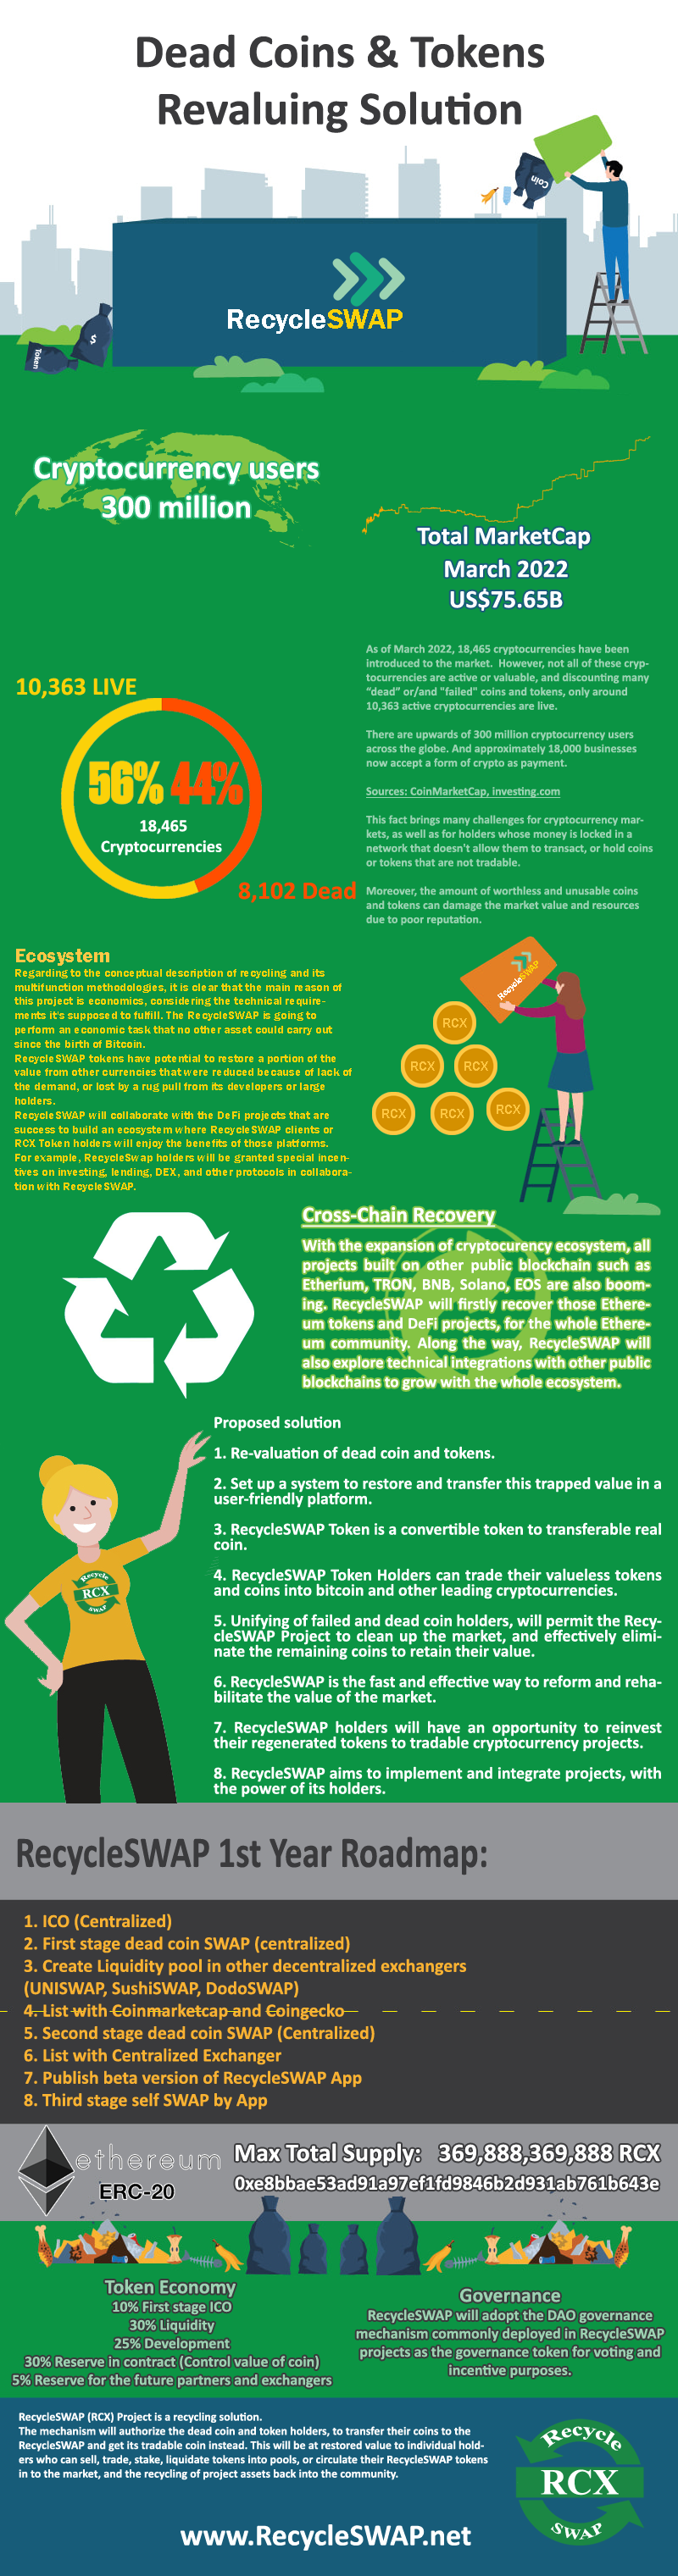 Dead Coins & Tokens
Revaluing Solution
Coin
RecycleSWAP
$
Token
Cryptocurrency users
300 million
Total MarketCap
March 2022
US$75.65B
10,363 LIVE
56% 44%
18,465
Cryptocurrencies
8,102 Dead
As of March 2022, 18,465 cryptocurrencies have been
introduced to the market. However, not all of these cryp-
tocurrencies are active or valuable, and discounting many
“dead” or/and "failed" coins and tokens, only around
10,363 active cryptocurrencies are live.
There are upwards of 300 million cryptocurrency users
across the globe. And approximately 18,000 businesses
now accept a form of crypto as payment.
Sources: CoinMarketCap, investing.com
This fact brings many challenges for cryptocurrency mar-
kets, as well as for holders whose money is locked in a
network that doesn't allow them to transact, or hold coins
or tokens that are not tradable.
Moreover, the amount of worthless and unusable coins
and tokens can damage the market value and resources
due to poor reputation.
Ecosystem
Regarding to the conceptual description of recycling and its
multifunction methodologies, it is clear that the main reason of
this project is economics, considering the technical require-
ments it's supposed to fulfill. The RecycleSWAP is going to
perform an economic task that no other asset could carry out
since the birth of Bitcoin.
RecycleSWAP tokens have potential to restore a portion of the
value from other currencies that were reduced because of lack of
the demand, or lost by a rug pull from its developers or large
holders.
RecycleSWAP will collaborate with the DeFi projects that are
success to build an ecosystem where RecycleSWAP clients or
RCX Token holders will enjoy the benefits of those platforms.
For example, RecycleSwap holders will be granted special incen-
tives on investing, lending, DEX, and other protocols in collabora-
tion with RecycleSWAP.
RecycleSWAP
RCX
RCX
RCX
RCX
RCX
RCX
Cross-Chain Recovery
With the expansion of cryptocurency ecosystem, all
projects built on other public blockchain such as
Etherium, TRON, BNB, Solano, EOS are also boom-
ing. RecycleSWAP will firstly recover those Ethere-
um tokens and DeFi projects, for the whole Ethere-
um community. Along the way, RecycleSWAP will
also explore technical integrations with other public
blockchains to grow with the whole ecosystem.
Recycle
RCX
SWAP
Proposed solution
1. Re-valuation of dead coin and tokens.
2. Set up a system to restore and transfer this trapped value in a
user-friendly platform.
3. RecycleSWAP Token is a convertible token to transferable real
coin.
4. RecycleSWAP Token Holders can trade their valueless tokens
and coins into bitcoin and other leading cryptocurrencies.
5. Unifying of failed and dead coin holders, will permit the Recy-
cleSWAP Project to clean up the market, and effectively elimi-
nate the remaining coins to retain their value.
6. RecycleSWAP is the fast and effective way to reform and reha-
bilitate the value of the market.
7. RecycleSWAP holders will have an opportunity to reinvest
their regenerated tokens to tradable cryptocurrency projects.
8. RecycleSWAP aims to implement and integrate projects, with
the power of its holders.
RecycleSWAP 1st Year Roadmap:
1. ICO (Centralized)
2. First stage dead coin SWAP (centralized)
3. Create Liquidity pool in other decentralized exchangers
(UNISWAP, SushiSWAP, DodoSWAP)
4. List with Coinmarketcap and Coingecko
5. Second stage dead coin SWAP (Centralized)
6. List with Centralized Exchanger
7. Publish beta version of RecycleSWAP App
8. Third stage self SWAP by App
ethereum
ERC-20
Max Total Supply: 369,888,369,888 RCX
0xe8bbae53ad91a97ef1fd9846b2d931ab761b643e
Token Economy
10% First stage ICO
30% Liquidity
25% Development
30% Reserve in contract (Control value of coin)
5% Reserve for the future partners and exchangers
Governance
RecycleSWAP will adopt the DAO governance
mechanism commonly deployed in RecycleSWAP
projects as the governance token for voting and
incentive purposes.
RecycleSWAP (RCX) Project is a recycling solution.
The mechanism will authorize the dead coin and token holders, to transfer their coins to the
RecycleSWAP and get its tradable coin instead. This will be at restored value to individual hold-
ers who can sell, trade, stake, liquidate tokens into pools, or circulate their RecycleSWAP tokens
in to the market, and the recycling of project assets back into the community.
Recycle
RCX
SWAP
www.RecycleSWAP.net